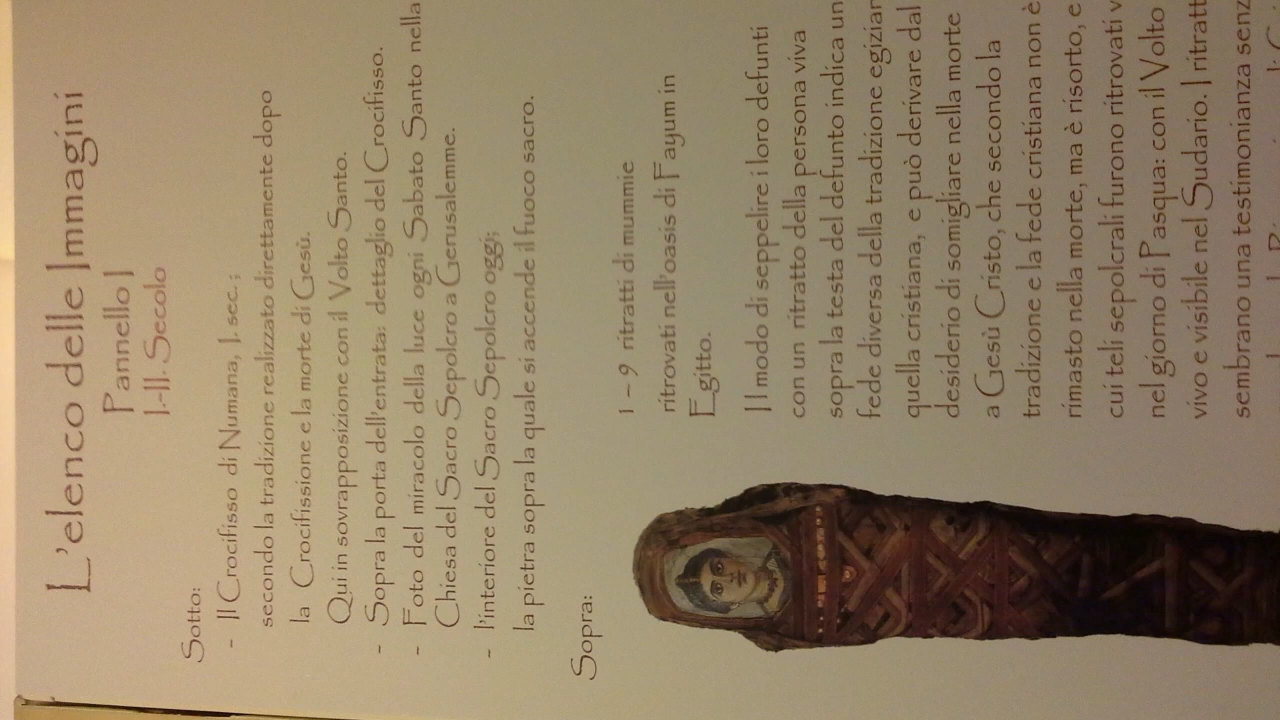 L'elenco delle Immagini
Pannello I
I.-II. Secolo
Sotto:
- Il Crocifisso di Numana, I. sec.;
secondo la tradizione realizzato direttamente dopo
la Crocifissione e la morte di Gesù.
Qui in sovrapposizione con il Volto Santo.
- Sopra la porta dell'entrata: dettaglio del Crocifisso.
- Foto del miracolo della luce ogni Sabato Santo nella
Chiesa del Sacro Sepolcro a Gerusalemme.
- l'interiore del Sacro Sepolcro oggi;
la pietra sopra la quale si accende il fuoco sacro.
Sopra:
1 – 9 ritratti di mummie
ritrovati nell'oasis di Fayum in
Egitto.
Il modo di seppelire i loro defunti
con un ritratto della persona viva
sopra la testa del defunto indica un
fede diversa della tradizione egizian
quella cristiana, e può derivare dal
desiderio di somigliare nella morte
a Gesù Cristo, che secondo la
tradizione e la fede cristiana non è
rimasto nella morte, ma è risorto, e
cui teli sepolcrali furono ritrovati v
nel giorno di Pasqua: con il Volto
vivo e visibile nel Sudario. I ritratt
sembrano una testimonianza senz